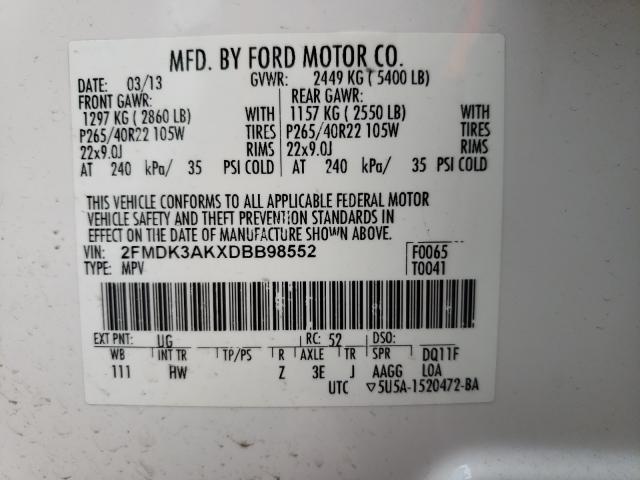 MFD. BY FORD MOTOR CO.
DATE: 03/13 GVWR: 2449 KG ( 5400 LB)
FRONT GAWR: REAR GAWR:
1297 KG ( 2860 LB) WITH 1157 KG ( 2550 LB) WITH
P265/40R22 105W TIRES P265/40R22 105W TIRES
22x9.0J RIMS 22x9.0J RIMS
AT 240 kPa/ 35 PSI COLD AT 240 kPa/ 35 PSI COLD
THIS VEHICLE CONFORMS TO ALL APPLICABLE FEDERAL MOTOR
VEHICLE SAFETY AND THEFT PREVENTION STANDARDS IN
EFFECT ON THE DATE OF MANUFACTURE SHOWN ABOVE.
VIN: 2FMDK3AKXDBB98552 F0065
TYPE: MPV T0041
EXT PNT: UG RC: 52 DSO:
WB INT TR TP/PS R AXLE TR SPR DQ11F
111 HW Z 3E J AAGG LOA
UTC ▽5U5A-1520472-BA